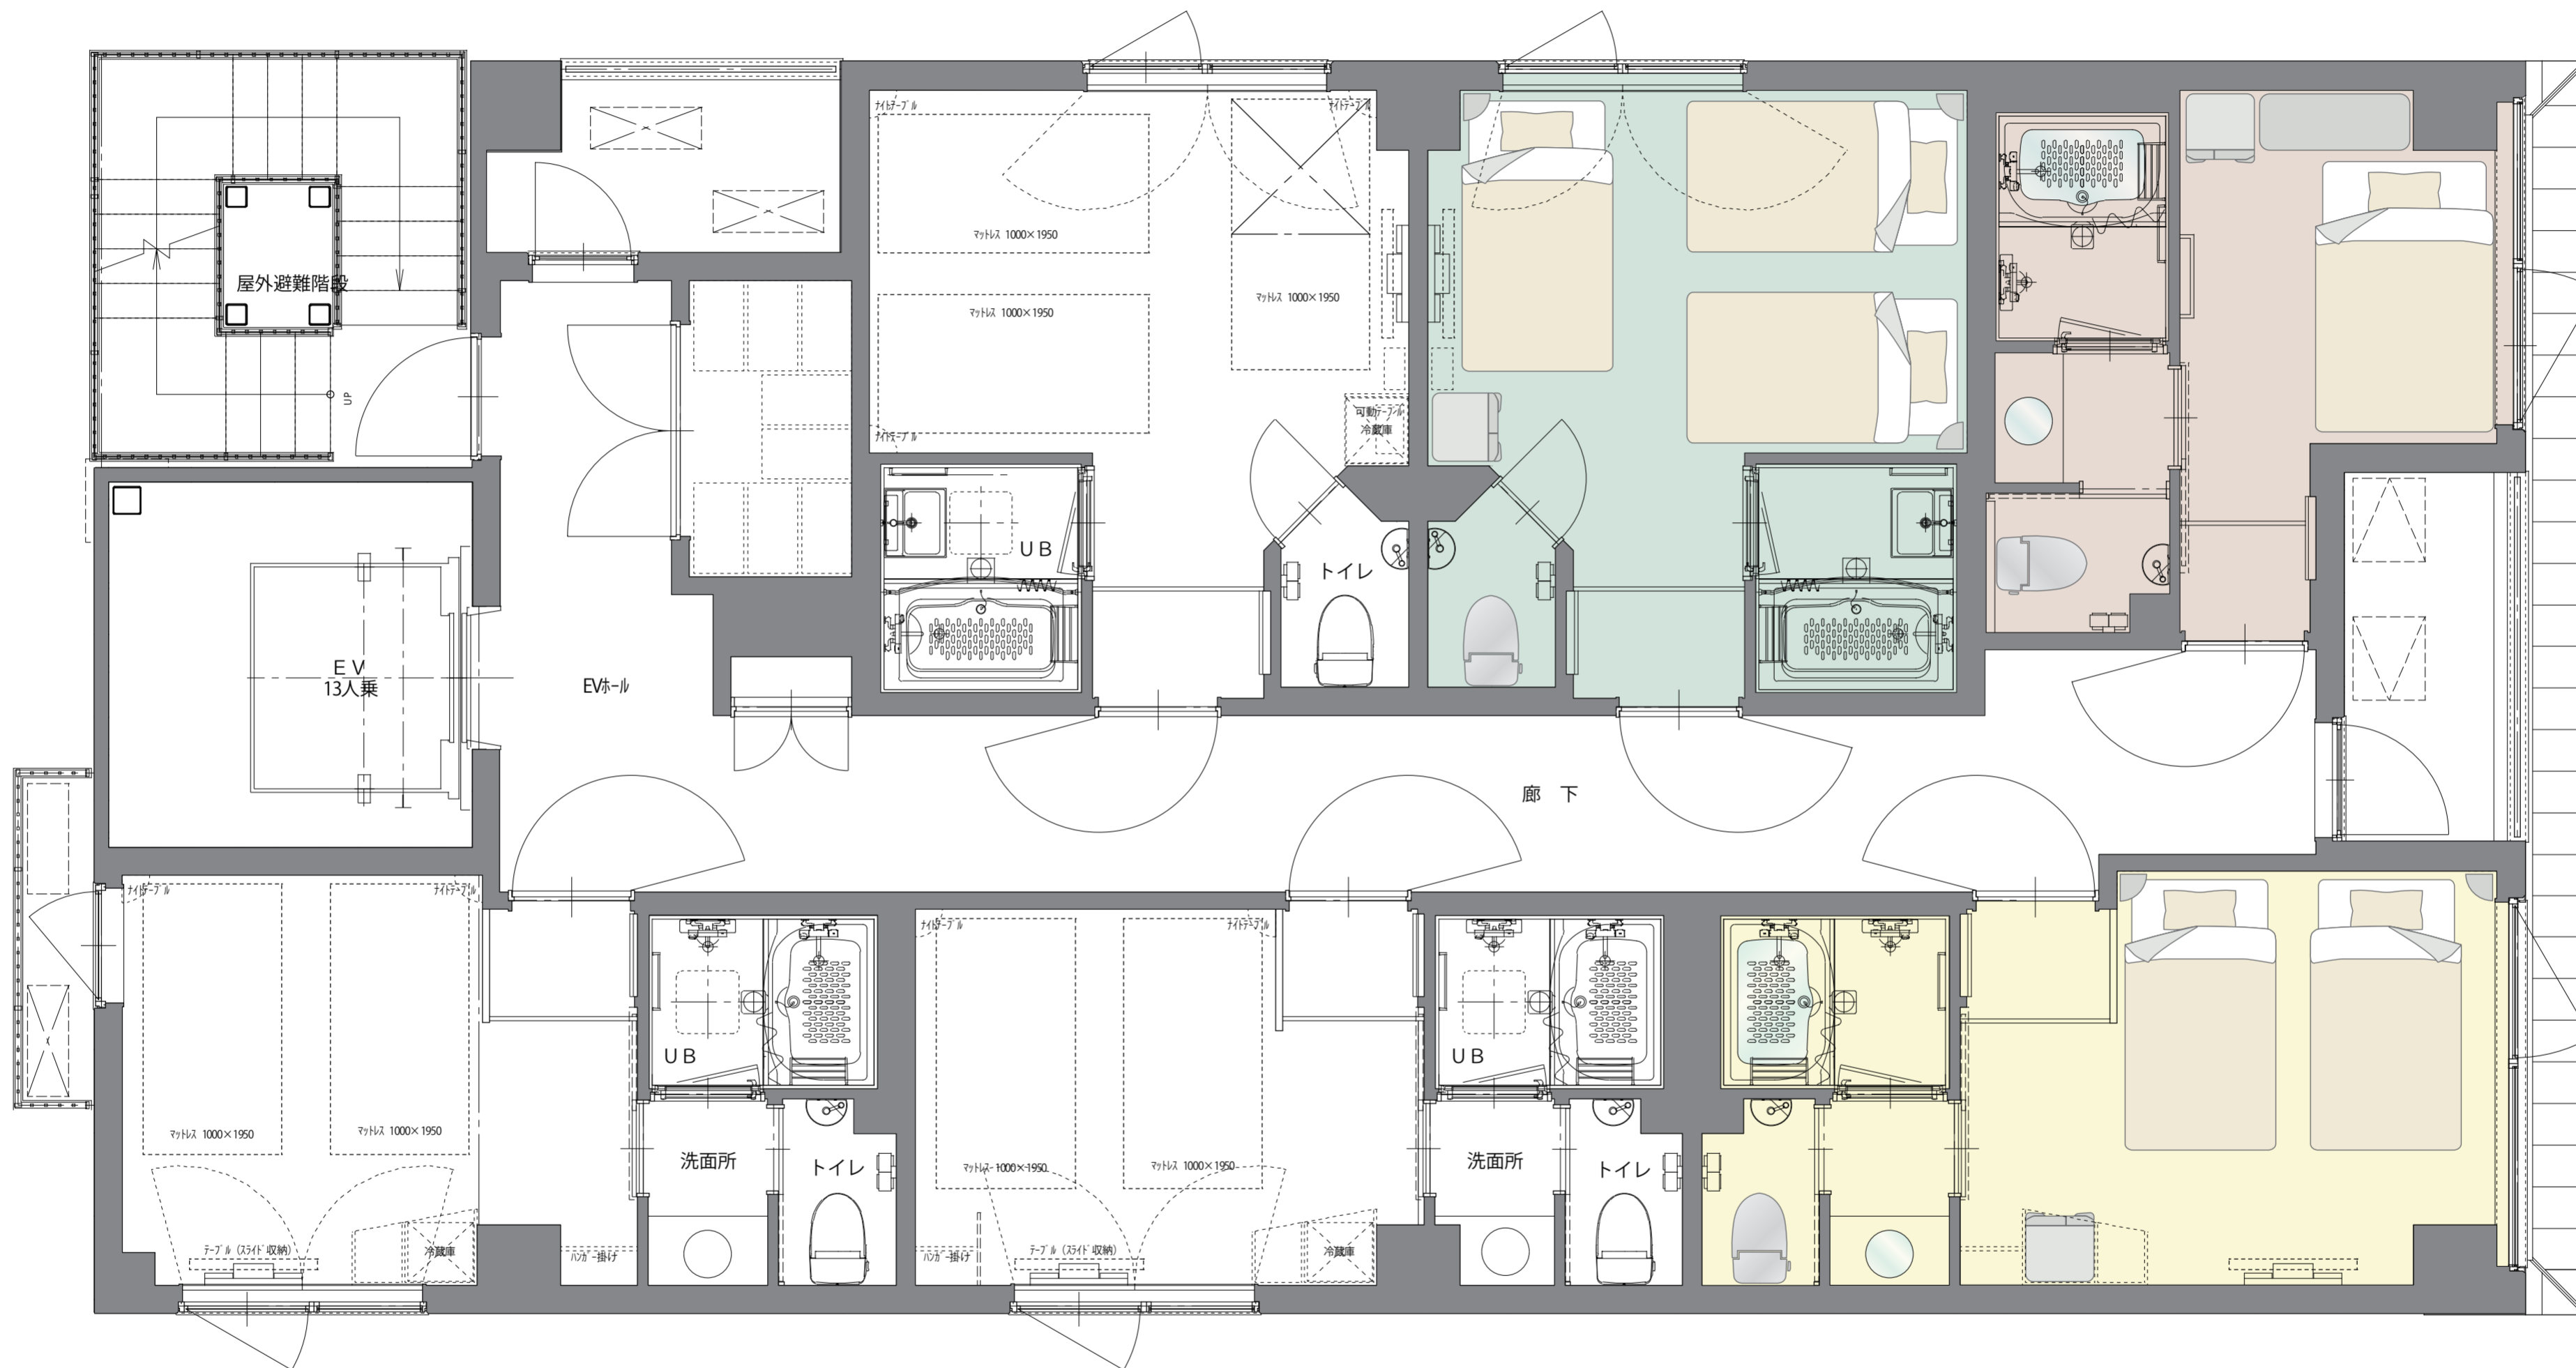 ナイトテーブル
ナイトテーブル
マットレス 1000×1950
マットレス 1000×1950
マットレス 1000×1950
屋外避難階段
UP
可動テーブル
冷蔵庫
ナイトテーブル
UB
トイレ
EV
13人乗
EVホール
廊 下
ナイトテーブル
ナイトテーブル
ナイトテーブル
ナイトテーブル
UB
UB
マットレス 1000×1950
マットレス 1000×1950
マットレス 1000×1950
マットレス 1000×1950
洗面所
トイレ
洗面所
トイレ
テーブル（スライド収納）
冷蔵庫
ハンガー掛け
ハンガー掛け
テーブル（スライド収納）
冷蔵庫